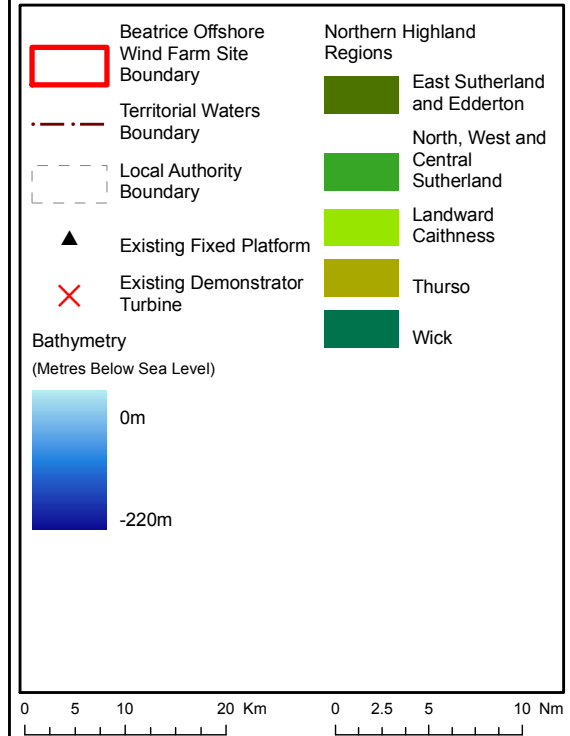 Beatrice Offshore
Wind Farm Site
Boundary
Territorial Waters
Boundary
Local Authority
Boundary
Existing Fixed Platform
Existing Demonstrator
Turbine
Bathymetry
(Metres Below Sea Level)
0m
-220m
Northern Highland
Regions
East Sutherland
and Edderton
North, West and
Central
Sutherland
Landward
Caithness
Thurso
Wick
0 5 10 20 Km
0 2.5 5 10 Nm